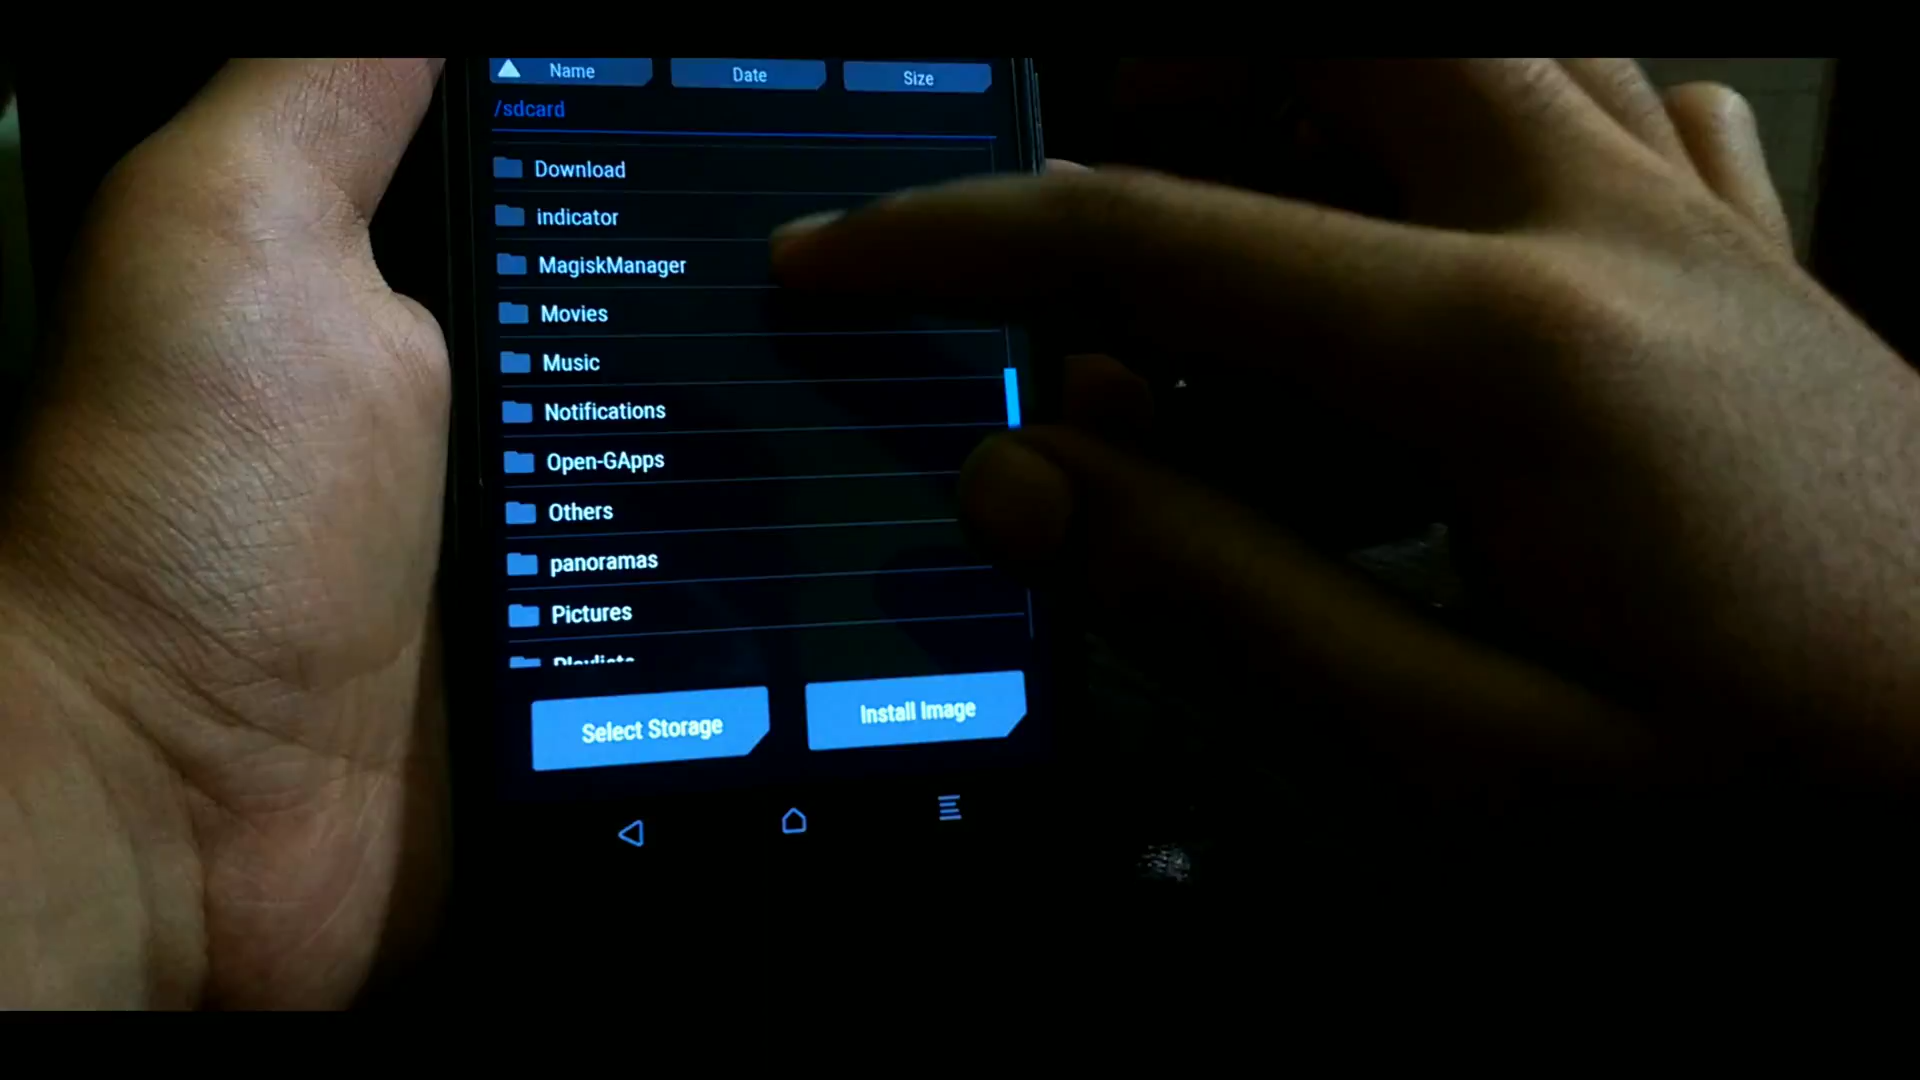 Name Date Size
/sdcard
Download
indicator
MagiskManager
Movies
Music
Notifications
Open-GApps
Others
panoramas
Pictures
Playlists
Select Storage Install Image